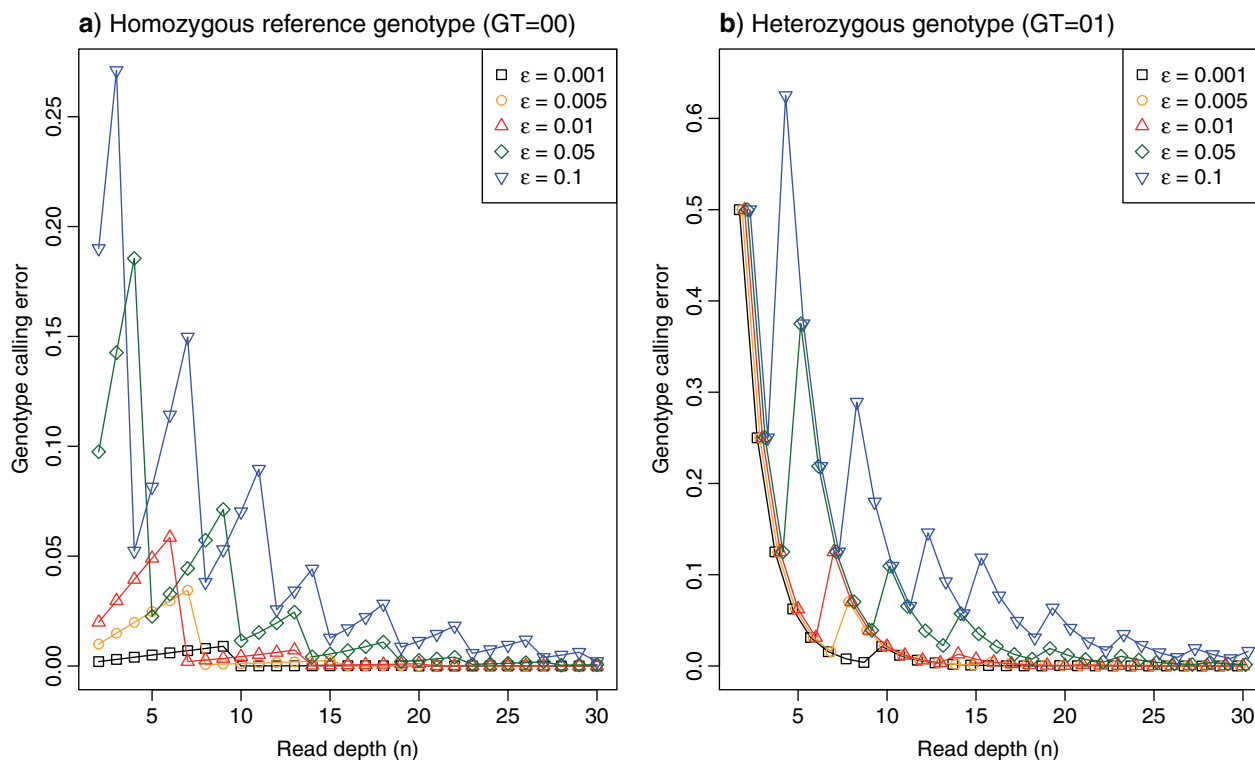 a) Homozygous reference genotype (GT=00)
ε = 0.001
ε = 0.005
ε = 0.01
ε = 0.05
ε = 0.1
Genotype calling error
0.00
0.05
0.10
0.15
0.20
0.25
5
10
15
20
25
30
Read depth (n)
b) Heterozygous genotype (GT=01)
ε = 0.001
ε = 0.005
ε = 0.01
ε = 0.05
ε = 0.1
Genotype calling error
0.0
0.1
0.2
0.3
0.4
0.5
0.6
5
10
15
20
25
30
Read depth (n)